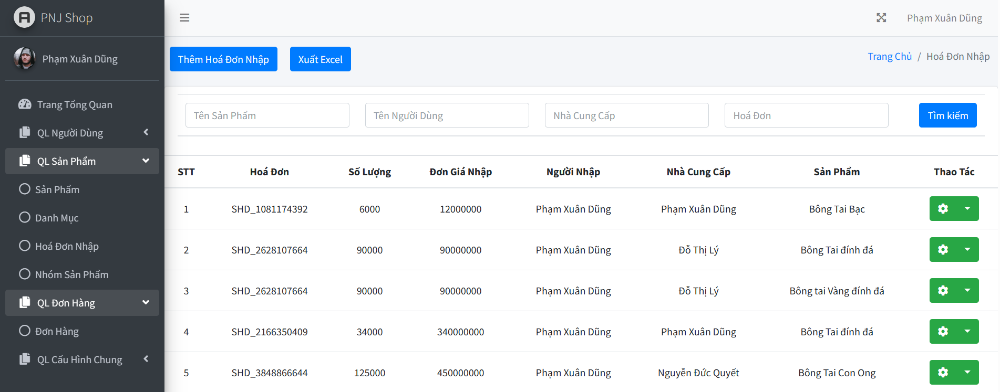 PNJ Shop
Phạm Xuân Dũng
Phạm Xuân Dũng
Trang Tổng Quan
QL Người Dùng
QL Sản Phẩm
Sản Phẩm
Danh Mục
Hoá Đơn Nhập
Nhóm Sản Phẩm
QL Đơn Hàng
Đơn Hàng
QL Cấu Hình Chung
Thêm Hoá Đơn Nhập Xuất Excel
Trang Chủ / Hoá Đơn Nhập
Tên Sản Phẩm Tên Người Dùng Nhà Cung Cấp Hoá Đơn Tìm kiếm
STT Hoá Đơn Số Lượng Đơn Giá Nhập Người Nhập Nhà Cung Cấp Sản Phẩm Thao Tác
1 SHD_1081174392 6000 12000000 Phạm Xuân Dũng Phạm Xuân Dũng Bông Tai Bạc
2 SHD_2628107664 90000 90000000 Phạm Xuân Dũng Đỗ Thị Lý Bông Tai đính đá
3 SHD_2628107664 90000 90000000 Phạm Xuân Dũng Đỗ Thị Lý Bông tai Vàng đính đá
4 SHD_2166350409 34000 340000000 Phạm Xuân Dũng Phạm Xuân Dũng Bông Tai đính đá
5 SHD_3848866644 125000 450000000 Phạm Xuân Dũng Nguyễn Đức Quyết Bông Tai Con Ong